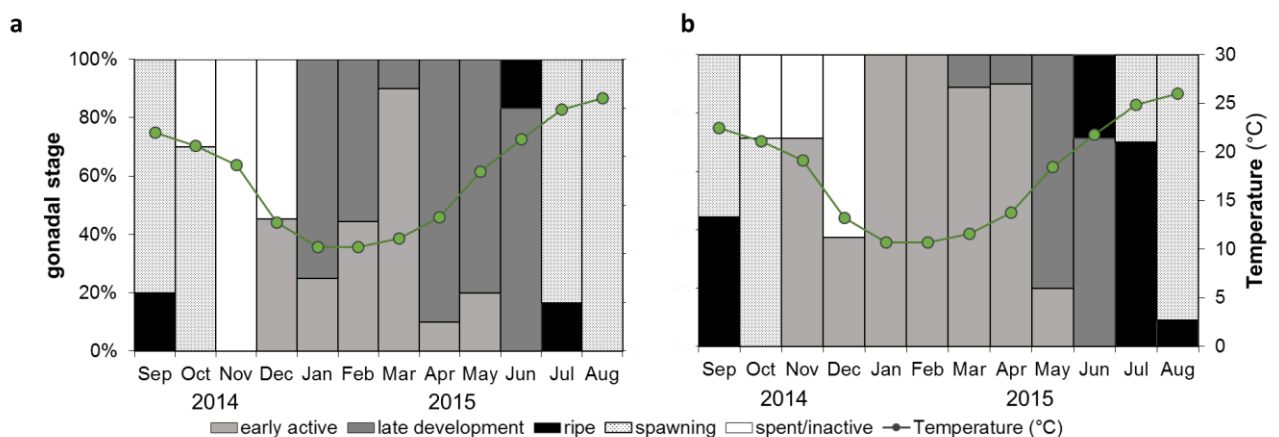 a
b
100%
80%
60%
40%
20%
0%
gonadal stage
Sep Oct Nov Dec Jan Feb Mar Apr May Jun Jul Aug
2014 2015
30
25
20
15
10
5
0
Temperature (°C)
Sep Oct Nov Dec Jan Feb Mar Apr May Jun Jul Aug
2014 2015
early active late development ripe spawning spent/inactive Temperature (°C)